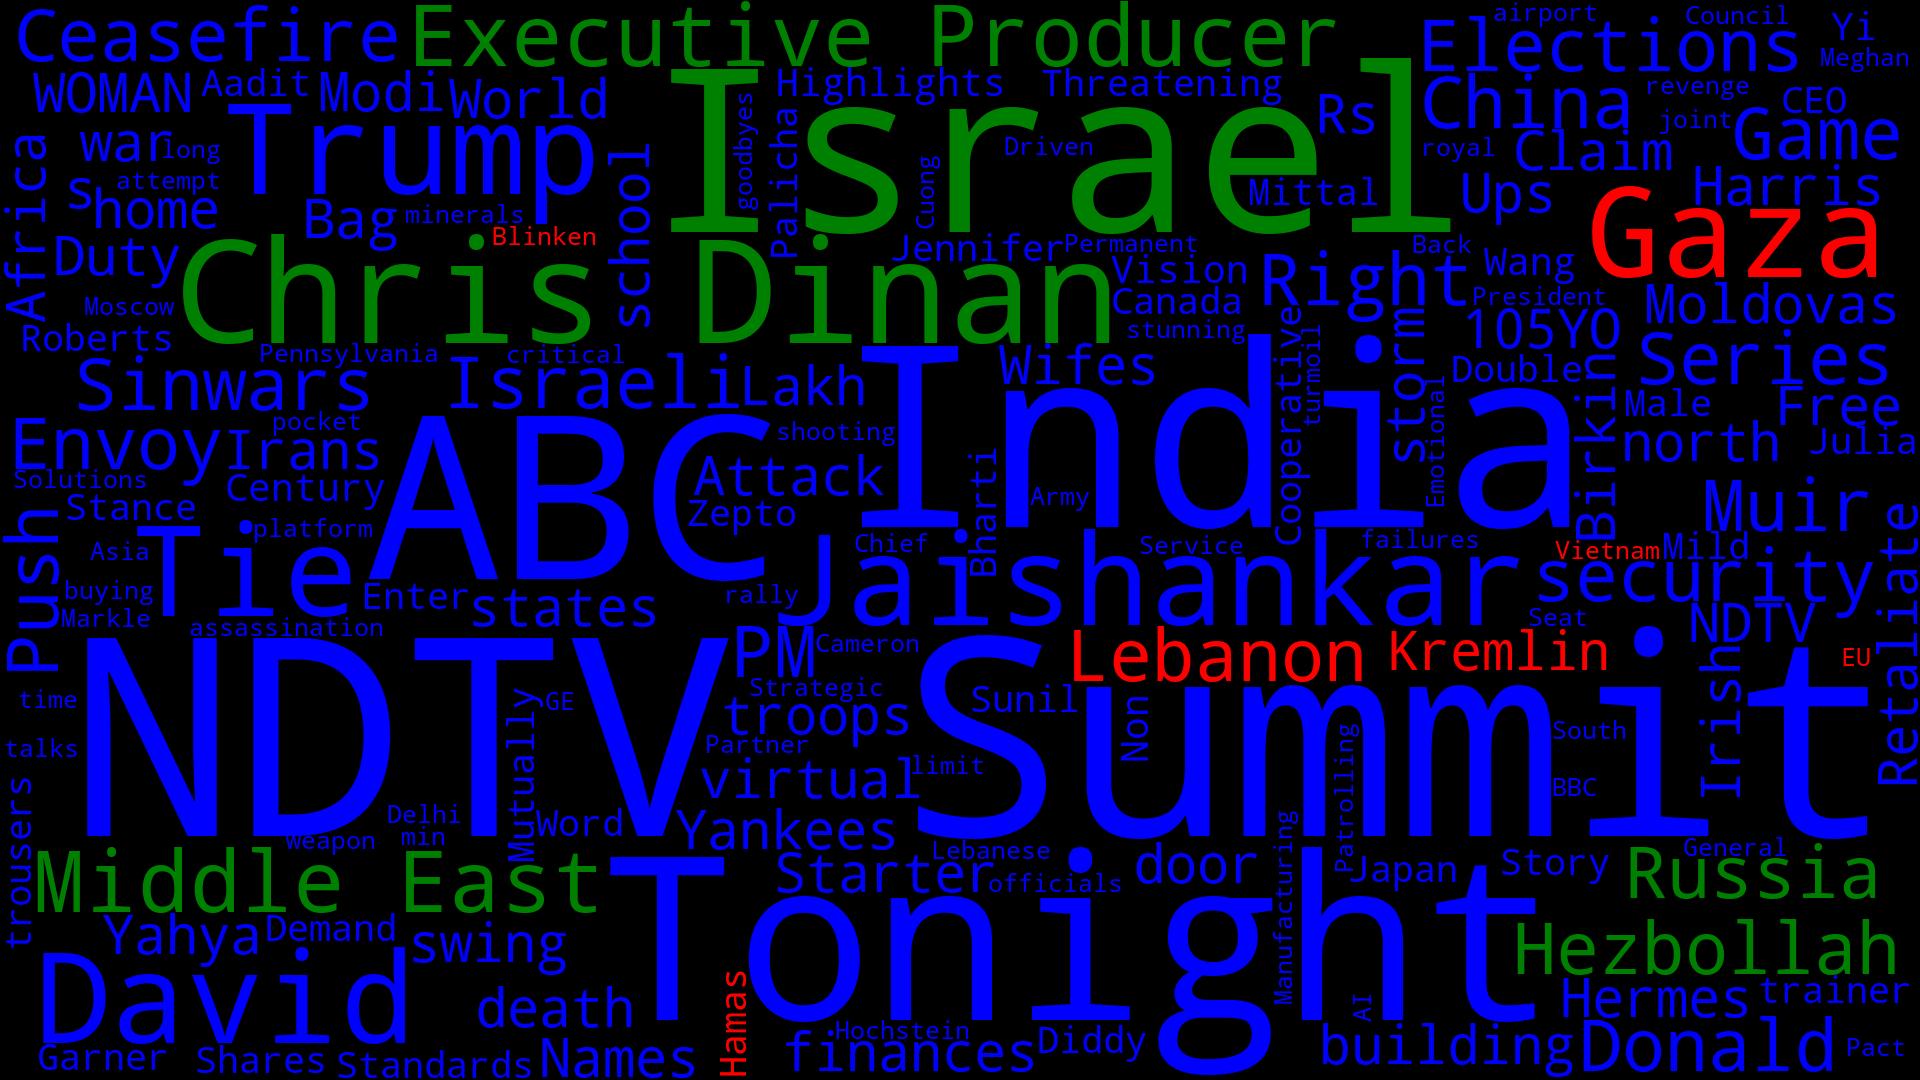 Ceasefire Executive Producer Elections airport Council Yi
Meghan
WOMAN Aadit Modi World Highlights Threatening Rs China revenge CEO
Trump Israel
goodbyes
Palicha
Cuong
Driven
Mittal
war long
attempt
s home
Africa
school
joint Game
royal Claim
Ups Harris
Gaza
Bag minerals
Blinken
Duty Chris Dinan
Jennifer Permanent
Back
Vision Right Wang
Moscow
Canada President Moldovas
Roberts
stunning
105YO
Pennsylvania critical
Sinwars Israeli Lakh India Wifes
Cooperative
turmoil
storm
Emotional
Double Series
Birkin
Male Free
Envoy pocket
Irans
ABC shooting
north Julia
Solutions
Century
Attack
Stance
Zepto
Army
Bharti
Muir
Push
platform
Tie
Asia
Chief
Jaishankar
Service
failures
Vietnam Mild
security
Retaliate
buying
Markle
Enter states
rally
Seat
assassination
NDTV
PM Cameron
Lebanon Kremlin
EU
NDTV Summit
time
GE
Mutually
Strategic
troops
Sunil
Non
Irish
talks
Partner
Patrolling
South
virtual limit
BBC
trousers
Delhi
min
Word
weapon
Yankees
Manufacturing
Middle East
Tonight
Starter
Lebanese
officials
door
Japan Story
General
Russia
Yahya Demand swing
Hezbollah
David
death
Hamas
AI
Hermes trainer
Hochstein
Garner Shares Standards Names finances Diddy building Donald Pact